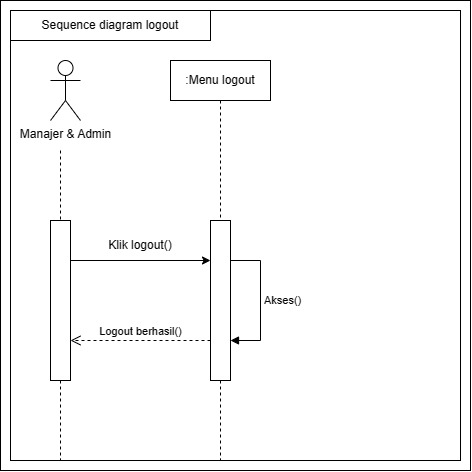 Sequence diagram logout
:Menu logout
Manajer & Admin
Klik logout()
Akses()
Logout berhasil()